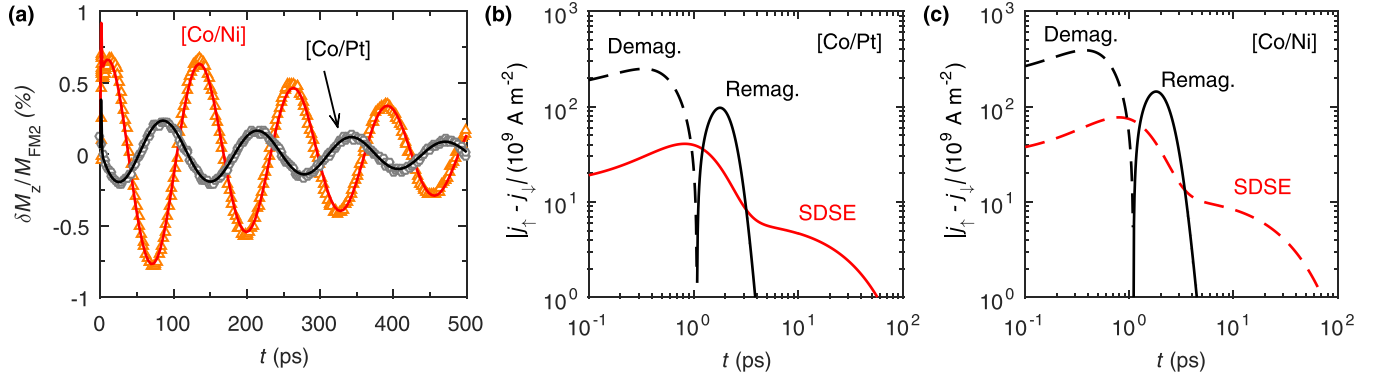 (a)
[Co/Ni]
[Co/Pt]
δM_z / M_FM2 (%)
1
0.5
0
-0.5
-1
0 100 200 300 400 500
t (ps)
(b)
Demag.
[Co/Pt]
Remag.
SDSE
|j↑ - j↓| / (10^9 A m^-2)
10^3
10^2
10^1
10^0
10^-1 10^0 10^1 10^2
t (ps)
(c)
Demag.
[Co/Ni]
Remag.
SDSE
|j↑ - j↓| / (10^9 A m^-2)
10^3
10^2
10^1
10^0
10^-1 10^0 10^1 10^2
t (ps)